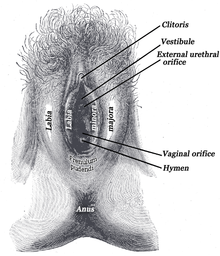 Clitoris
Vestibule
External urethral
orifice
Labia
Labia
minora
majora
Vaginal orifice
Hymen
Frenulum
pudendi
Anus